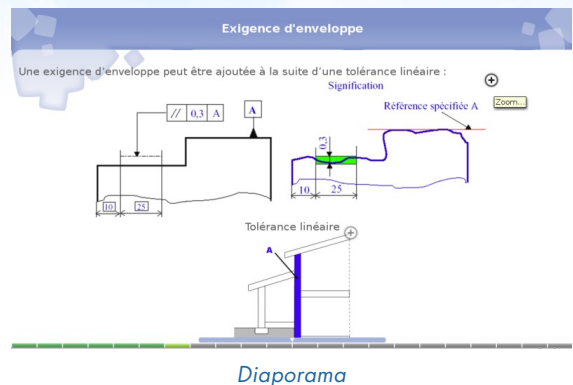 Exigence d'enveloppe
Une exigence d'enveloppe peut être ajoutée à la suite d'une tolérance linéaire :
Signification
Zoom...
// 0,3 A
A
Référence spécifiée A
0,3
10 25
10 25
Tolérance linéaire
A
Diaporama